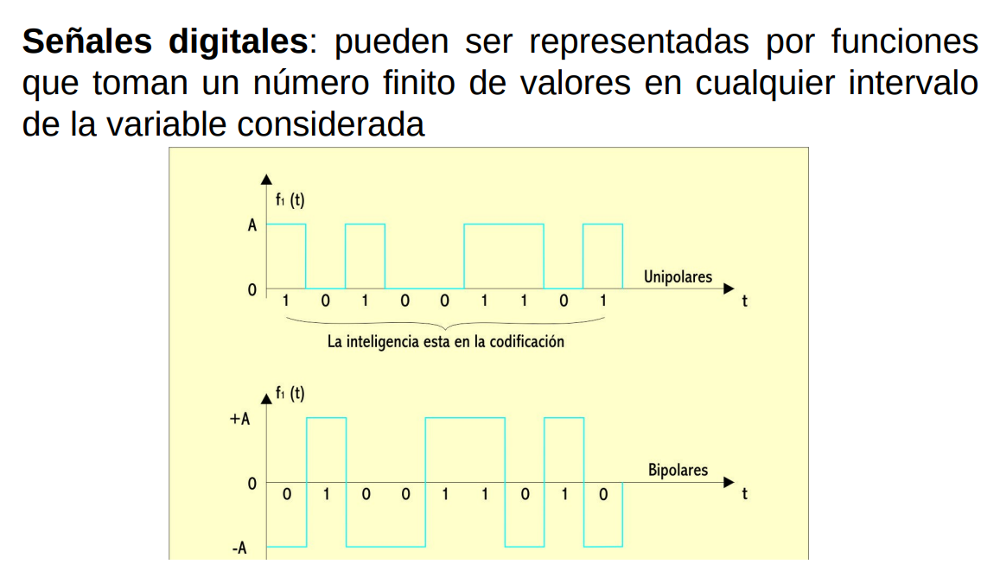 Señales digitales: pueden ser representadas por funciones
que toman un número finito de valores en cualquier intervalo
de la variable considerada
f1 (t)
A
0
Unipolares
1 0 1 0 0 1 1 0 1
t
La inteligencia esta en la codificación
f1 (t)
+A
Bipolares
0
0 1 0 0 1 1 0 1 0
t
-A